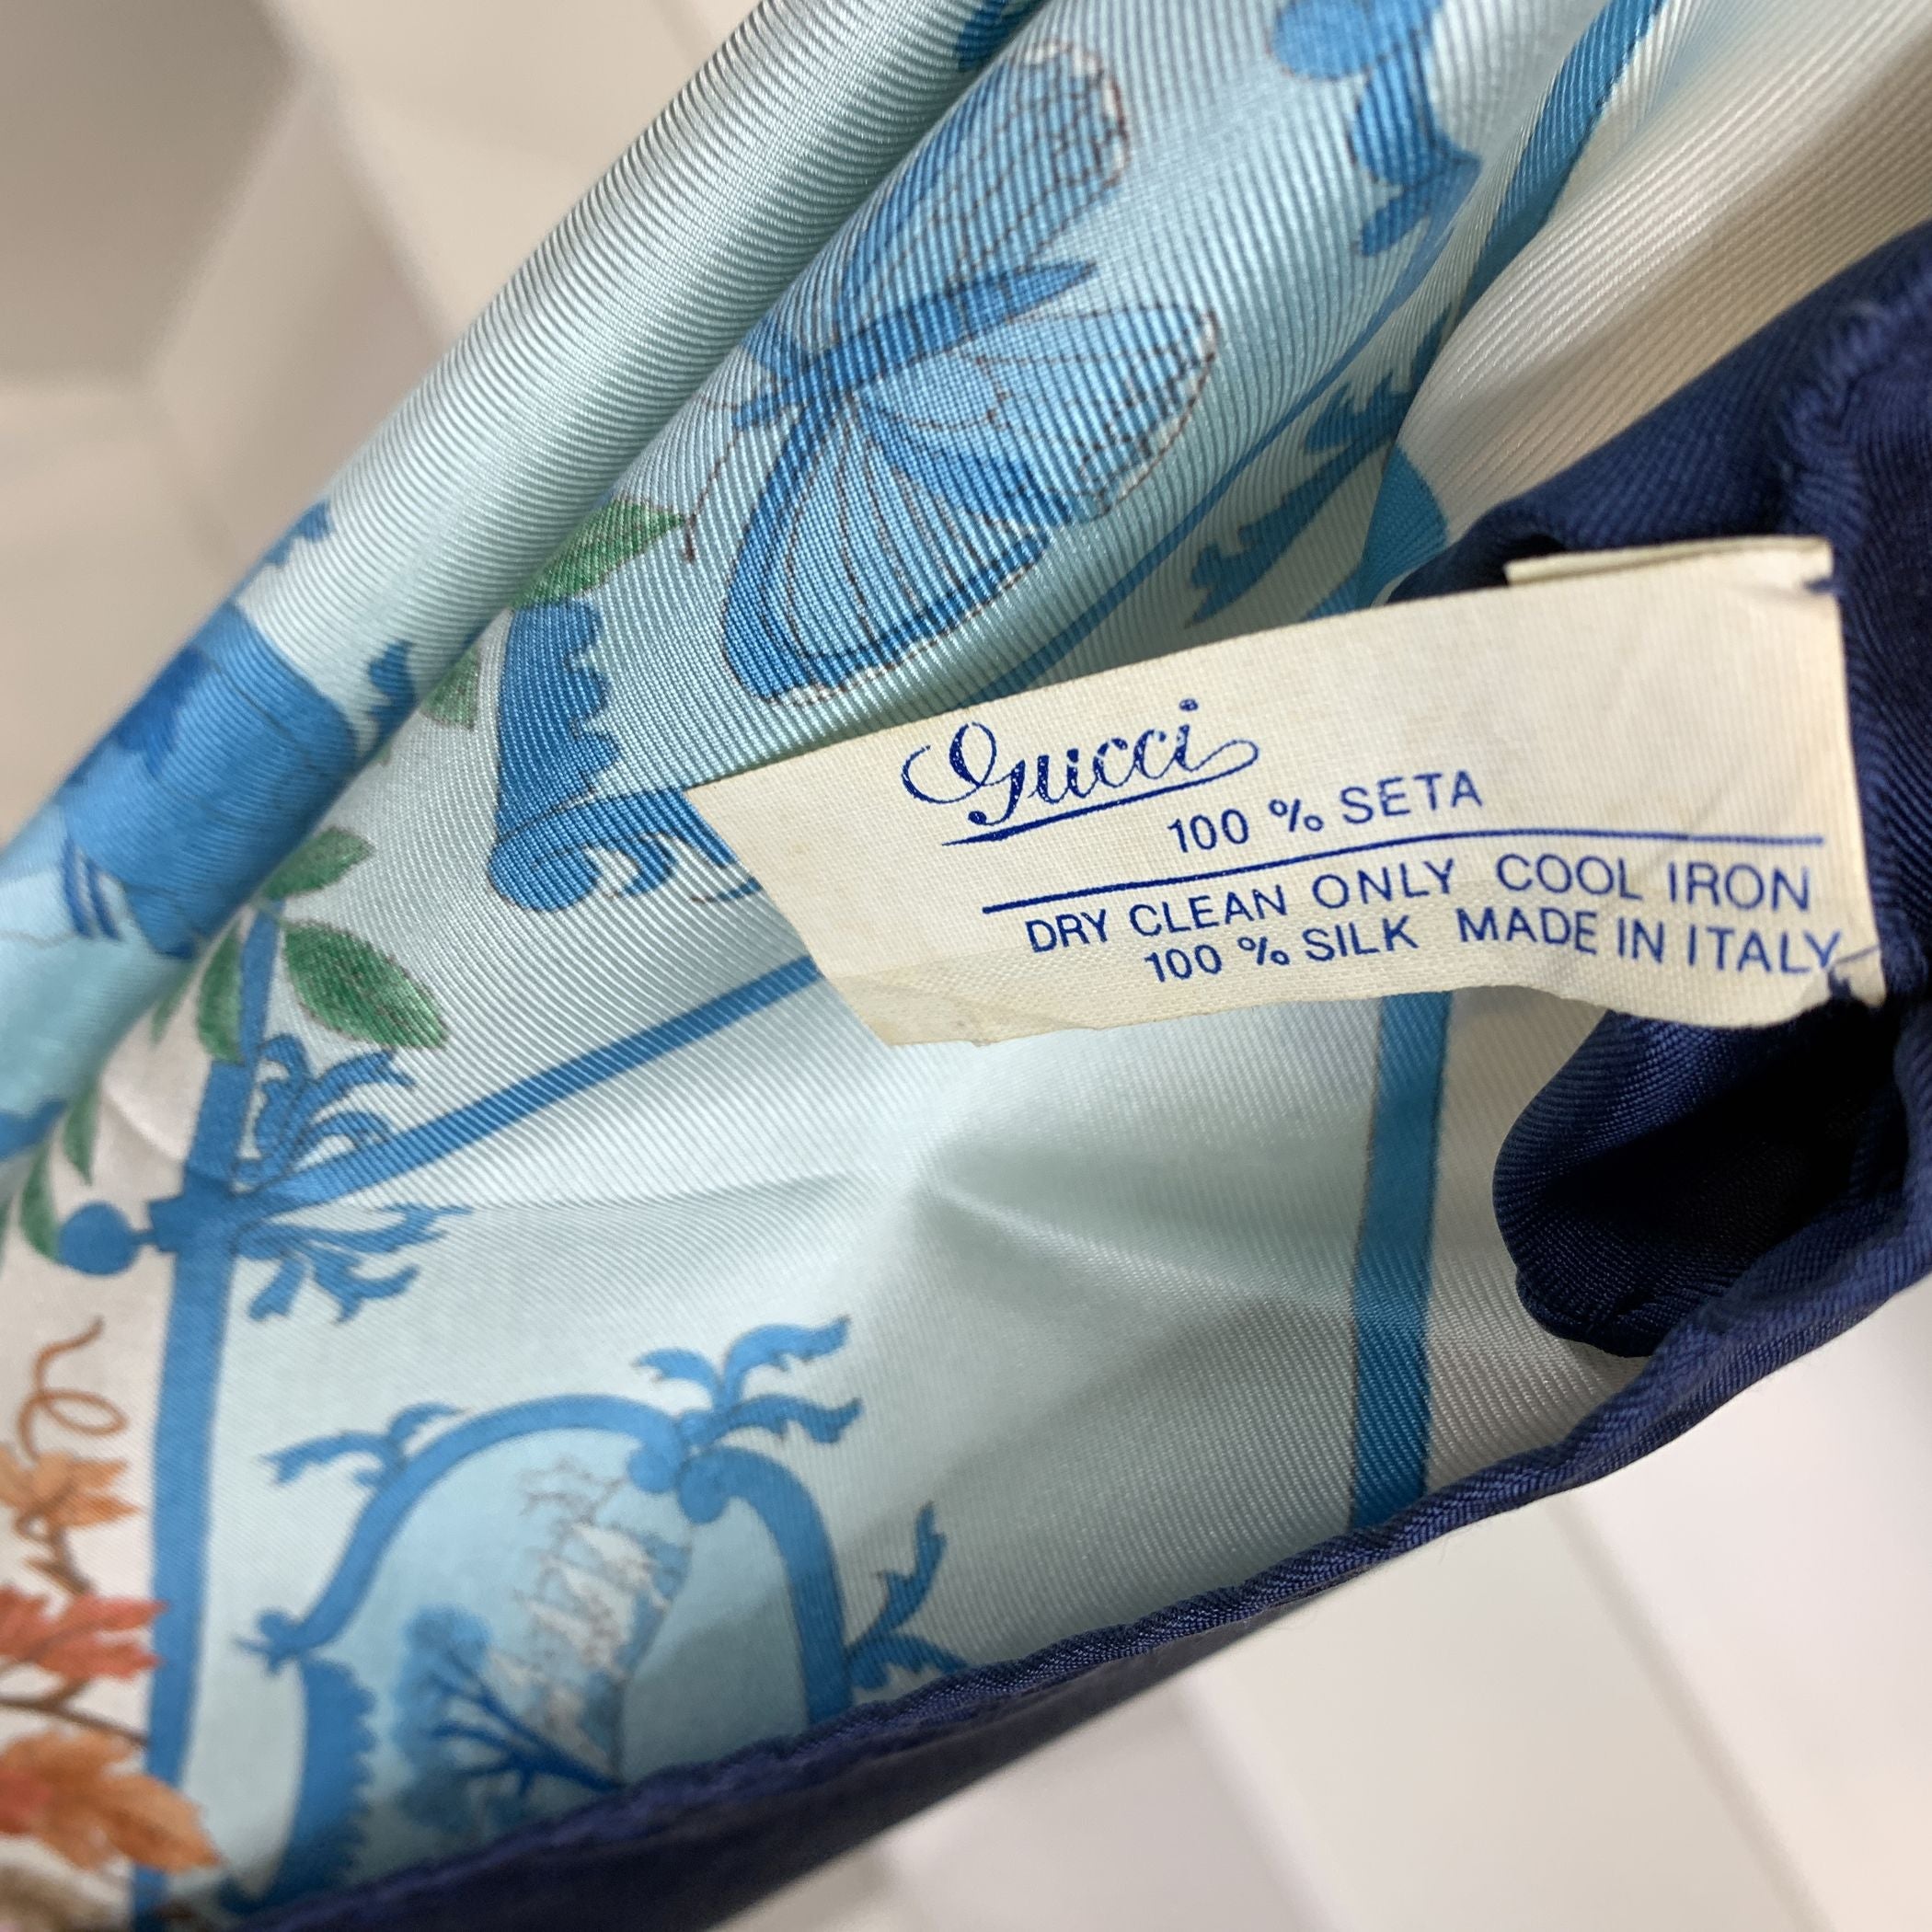 Gucci
100 % SETA
DRY CLEAN ONLY COOL IRON
100 % SILK MADE IN ITALY